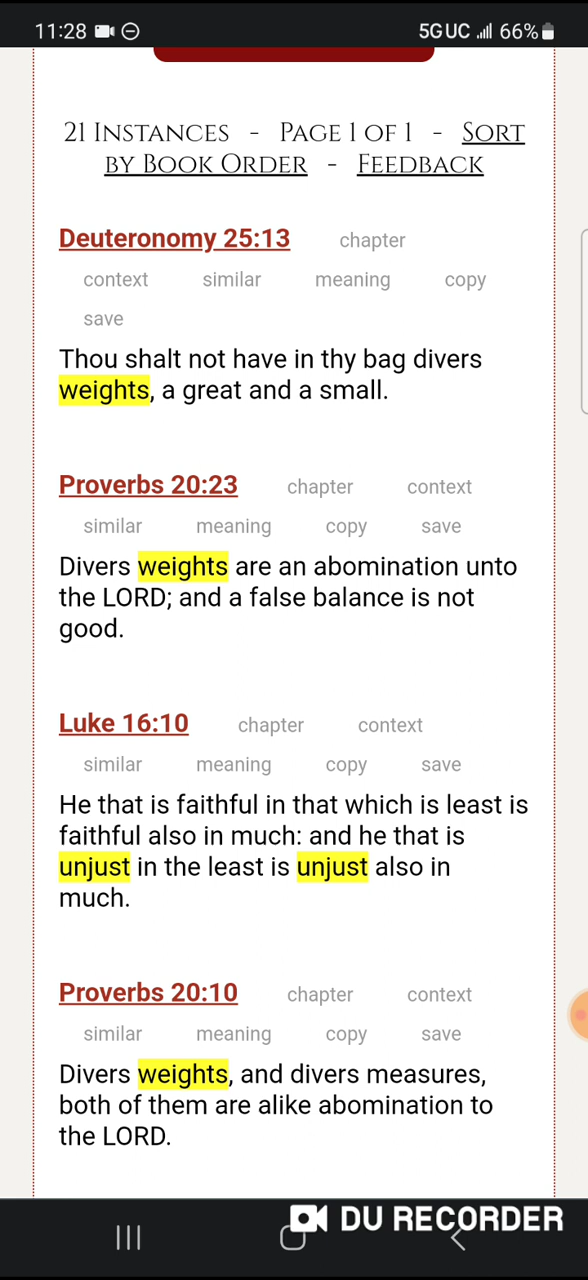 11:28 5G UC 66%
21 Instances - Page 1 of 1 - Sort
by Book Order - Feedback
Deuteronomy 25:13 chapter
context similar meaning copy
save
Thou shalt not have in thy bag divers
weights, a great and a small.
Proverbs 20:23 chapter context
similar meaning copy save
Divers weights are an abomination unto
the LORD; and a false balance is not
good.
Luke 16:10 chapter context
similar meaning copy save
He that is faithful in that which is least is
faithful also in much: and he that is
unjust in the least is unjust also in
much.
Proverbs 20:10 chapter context
similar meaning copy save
Divers weights, and divers measures,
both of them are alike abomination to
the LORD.
DU RECORDER